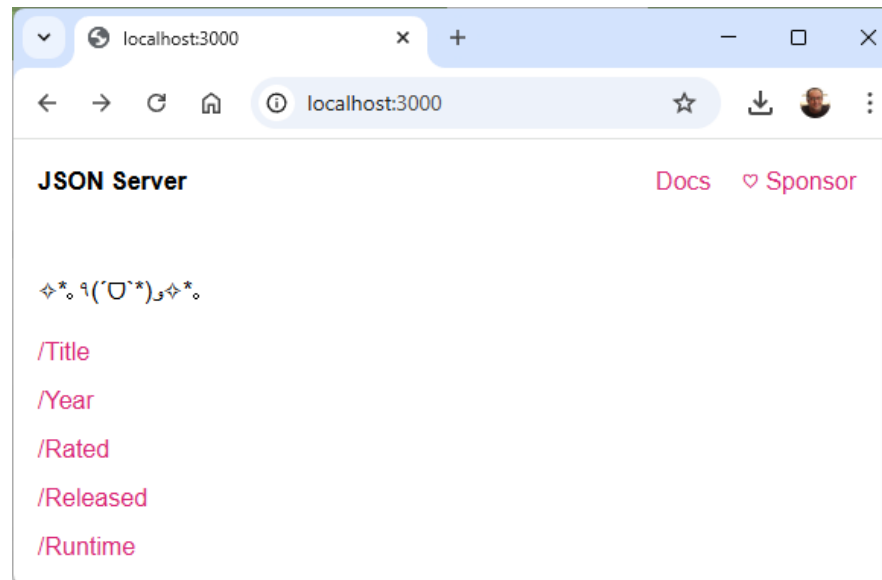 localhost:3000
localhost:3000
JSON Server Docs ♡ Sponsor
✧*｡٩(ˊᗜˋ*)و✧*｡
/Title
/Year
/Rated
/Released
/Runtime